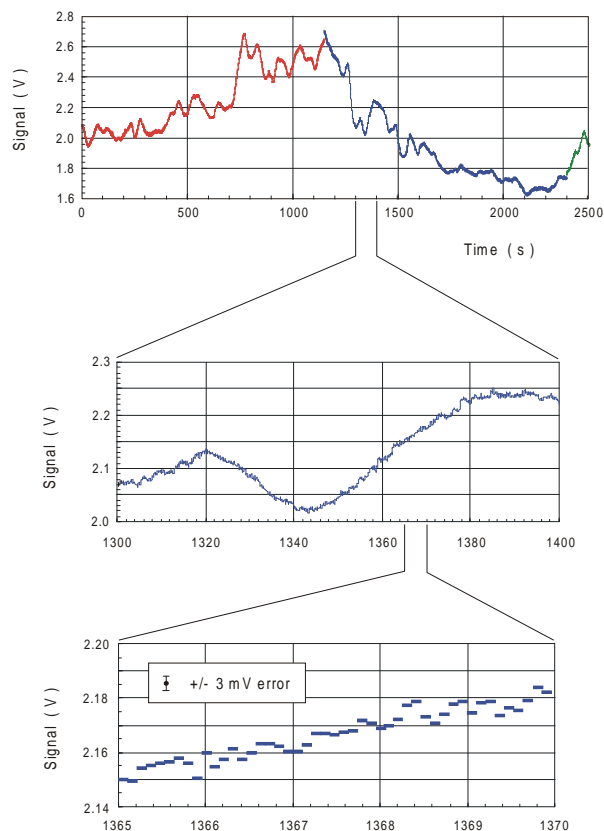 2.8
2.6
2.4
2.2
2.0
1.8
1.6
Signal (V)
0 500 1000 1500 2000 2500
Time (s)
2.3
2.2
2.1
2.0
Signal (V)
1300 1320 1340 1360 1380 1400
2.20
2.18
2.16
2.14
Signal (V)
+/- 3 mV error
1365 1366 1367 1368 1369 1370